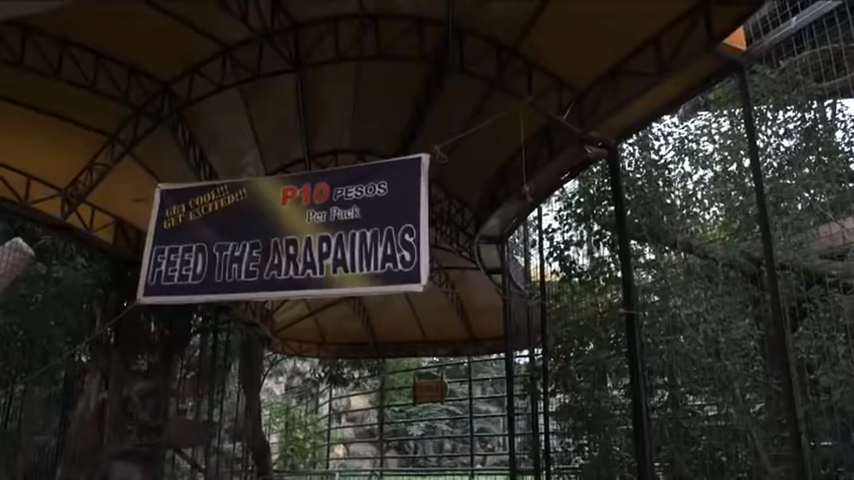 GET COOL!!
GET EXCITED!!
P10 PESOS
Per Pack
FEED THE ARAPAIMAS